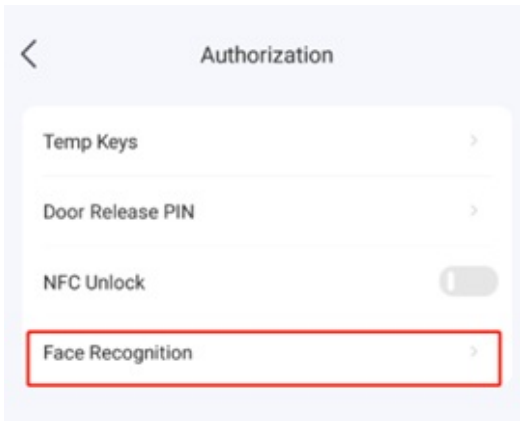 Authorization
Temp Keys
Door Release PIN
NFC Unlock
Face Recognition